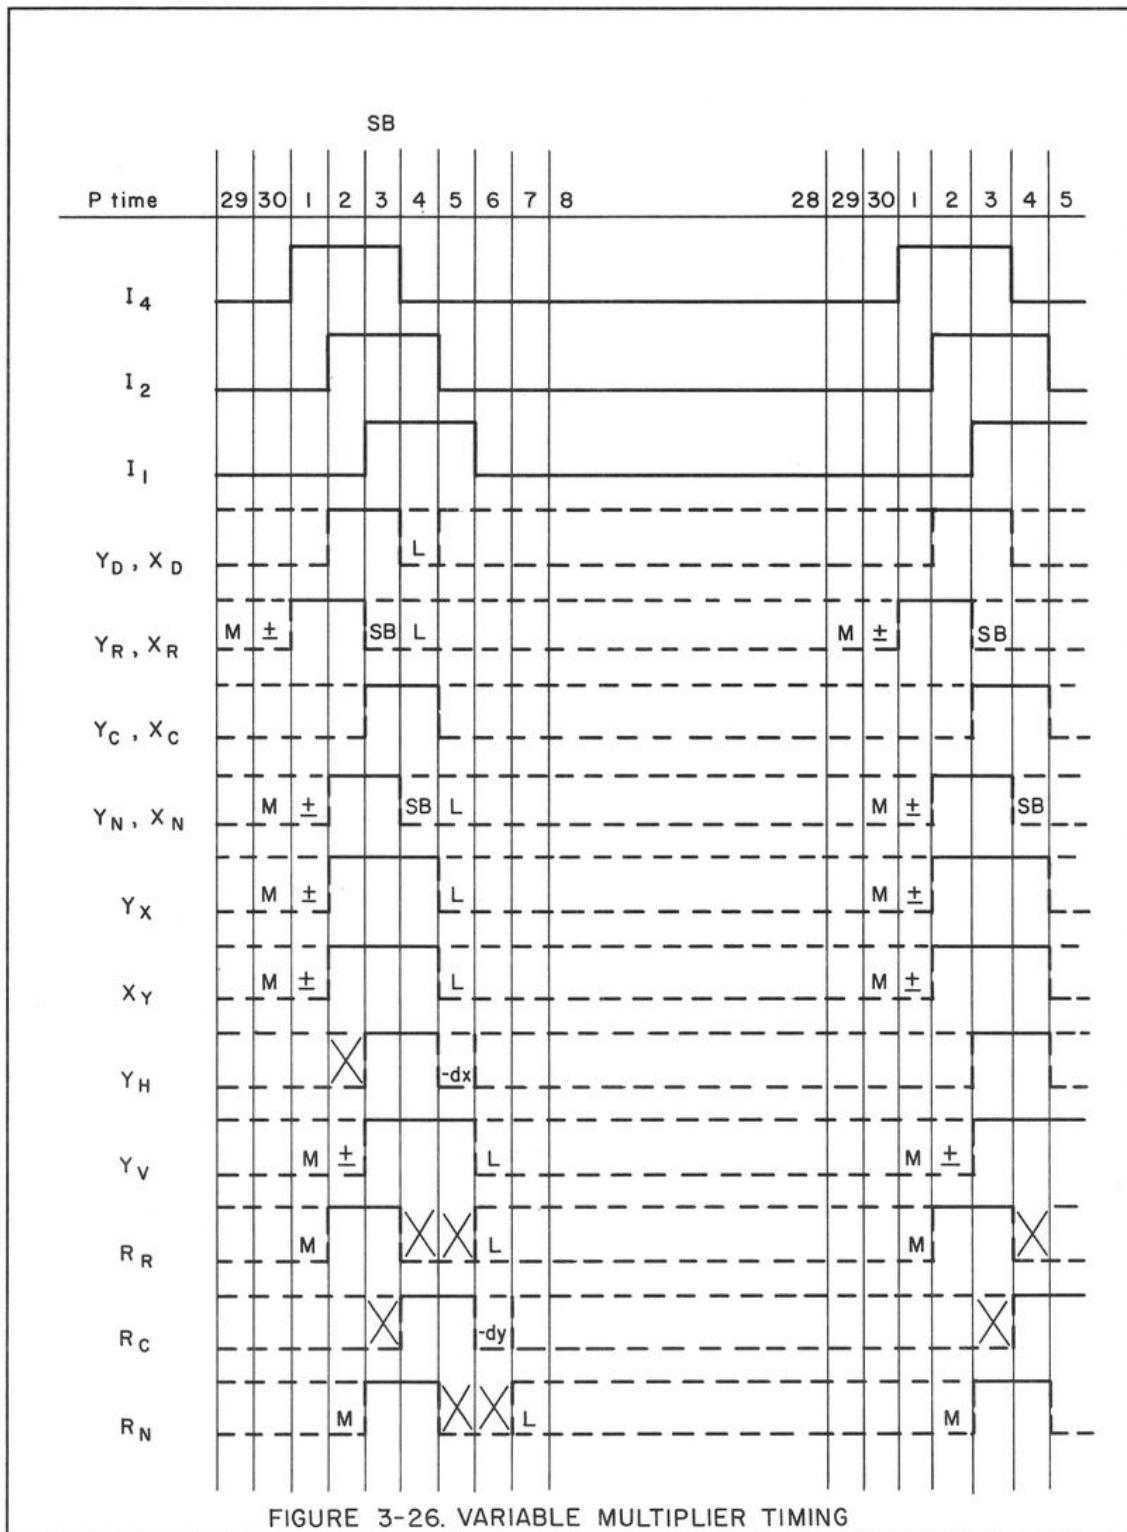 SB
P time 29 30 1 2 3 4 5 6 7 8 28 29 30 1 2 3 4 5
I4
I2
I1
YD, XD L
YR, XR M ± SB L M ± SB
YC, XC
YN, XN M ± SB L M ± SB
YX M ± L M ±
XY M ± L M ±
YH -dx
YV M ± L M ±
RR M L M
RC -dy
RN M L M
FIGURE 3-26. VARIABLE MULTIPLIER TIMING